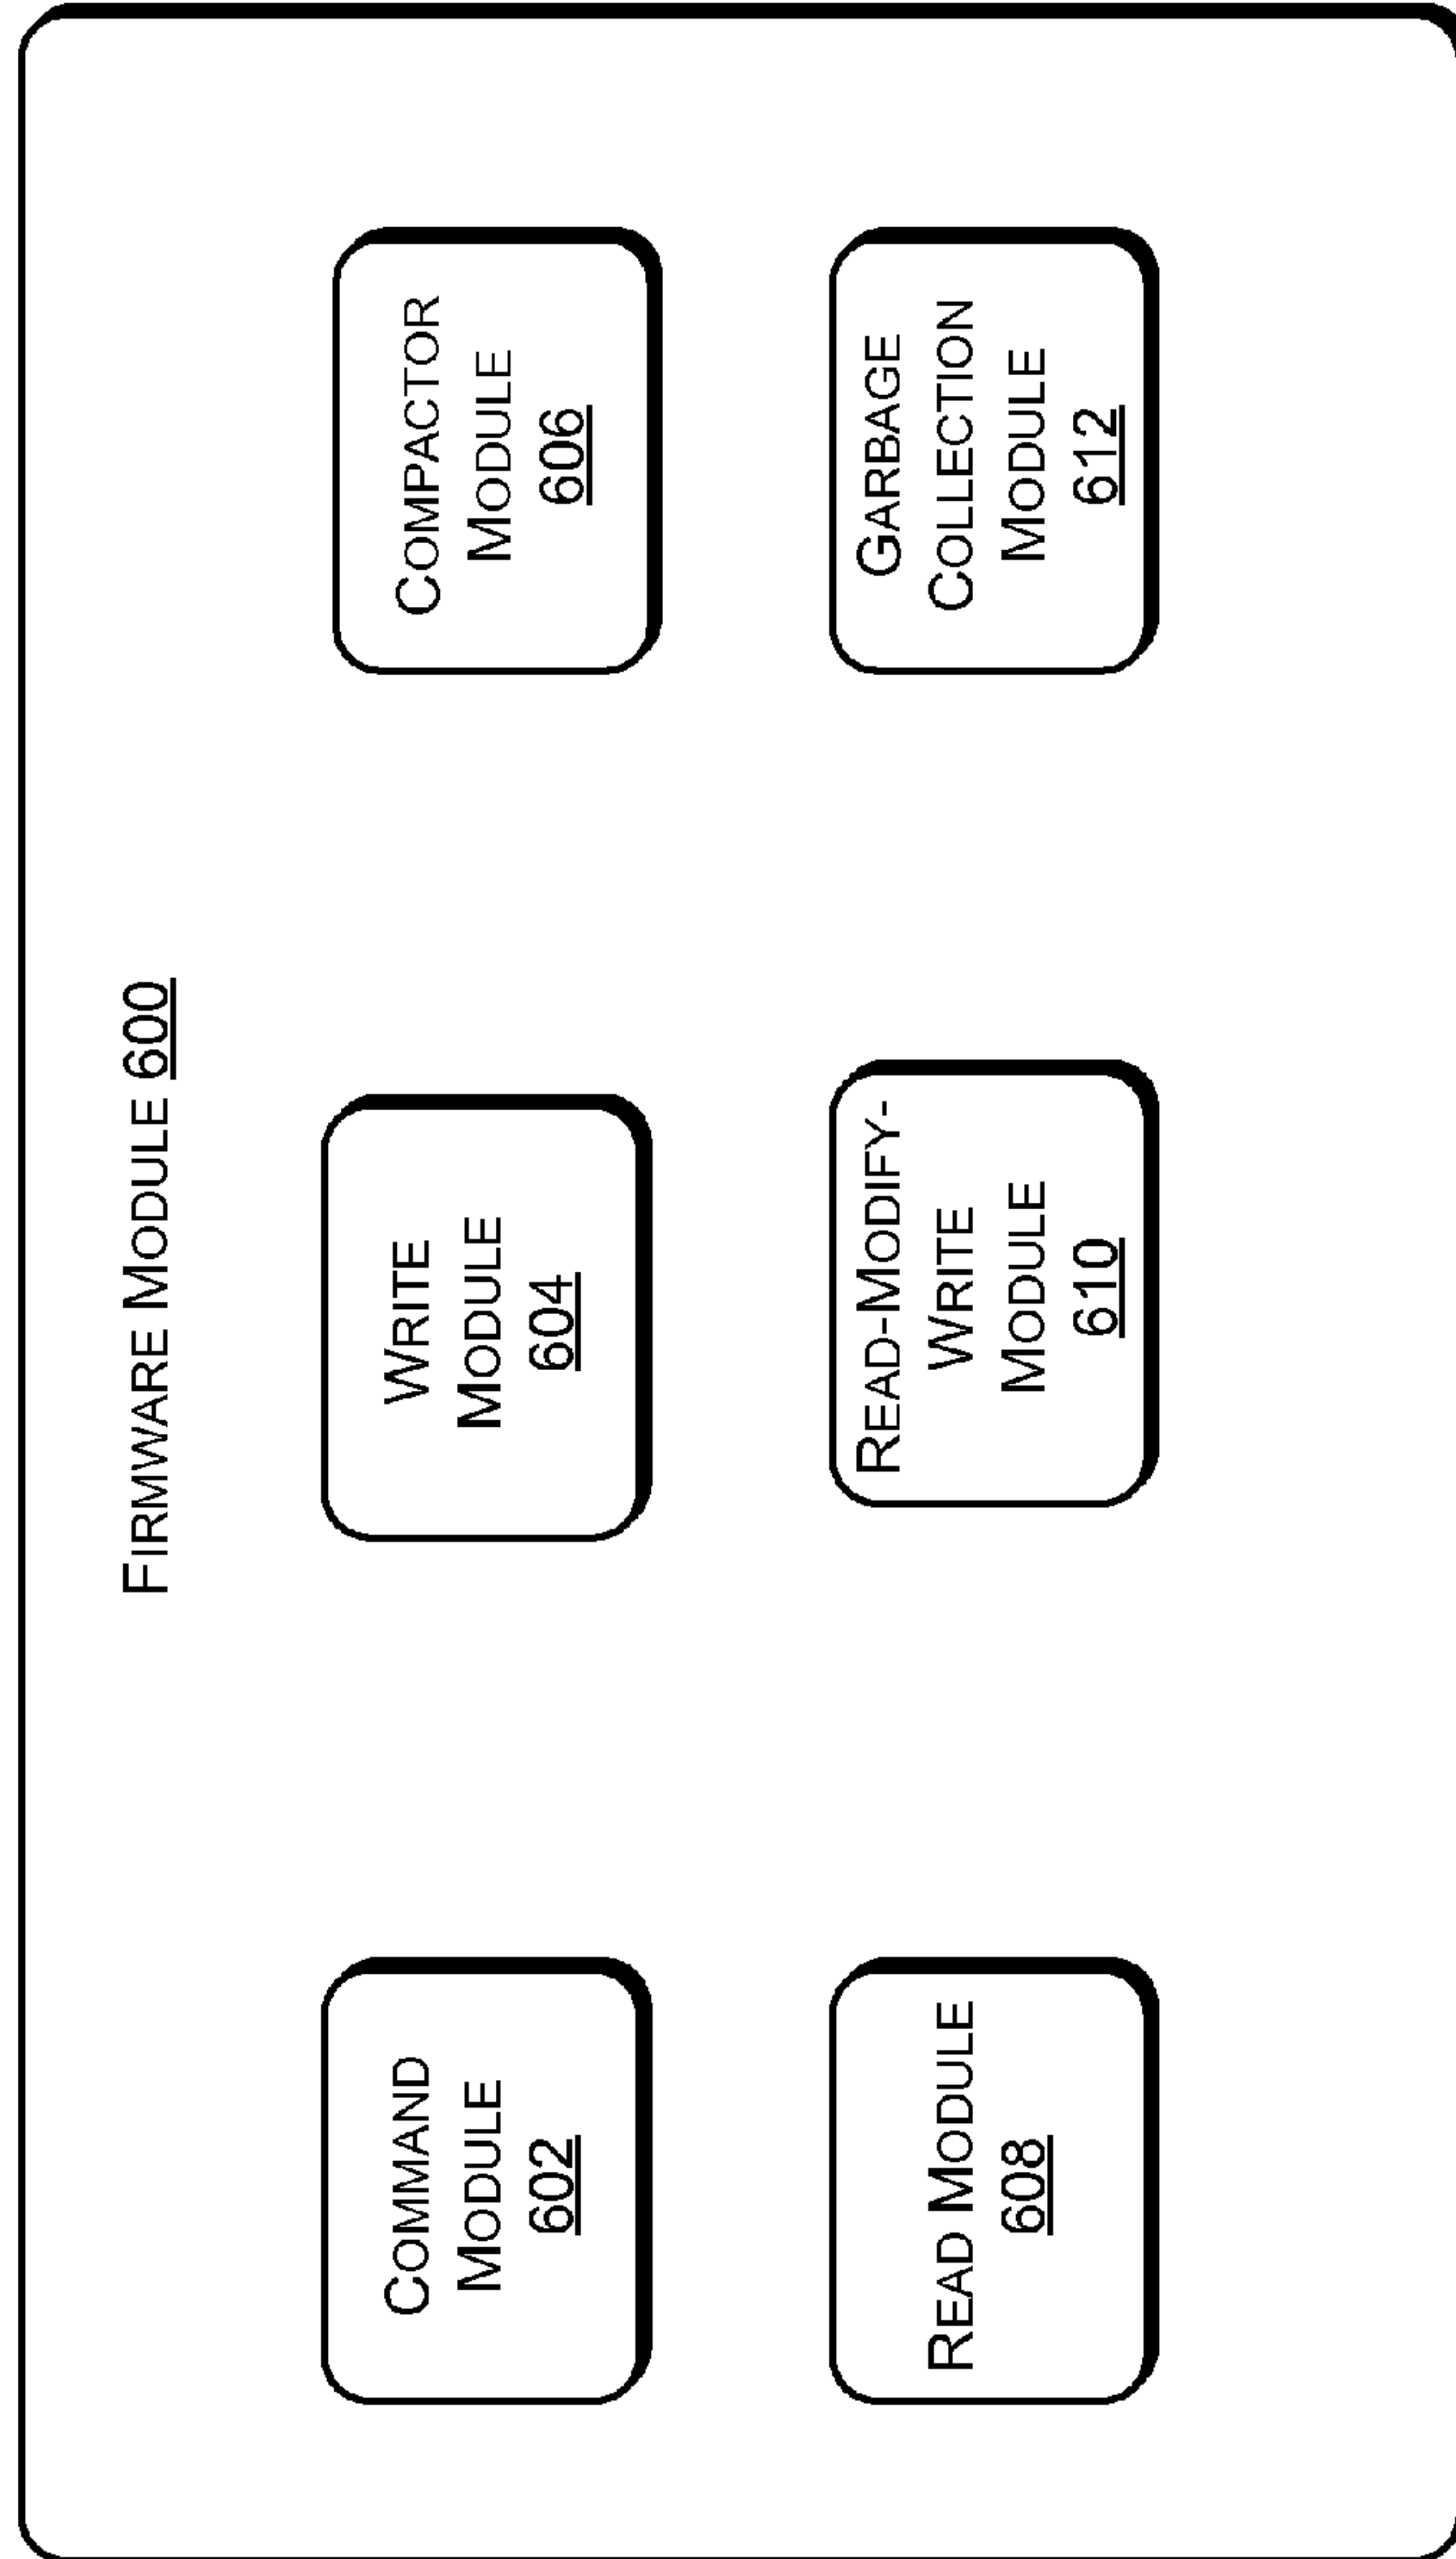 FIRMWARE MODULE 600
COMMAND
MODULE
602
WRITE
MODULE
604
COMPACTOR
MODULE
606
READ MODULE
608
READ-MODIFY-
WRITE
MODULE
610
GARBAGE
COLLECTION
MODULE
612